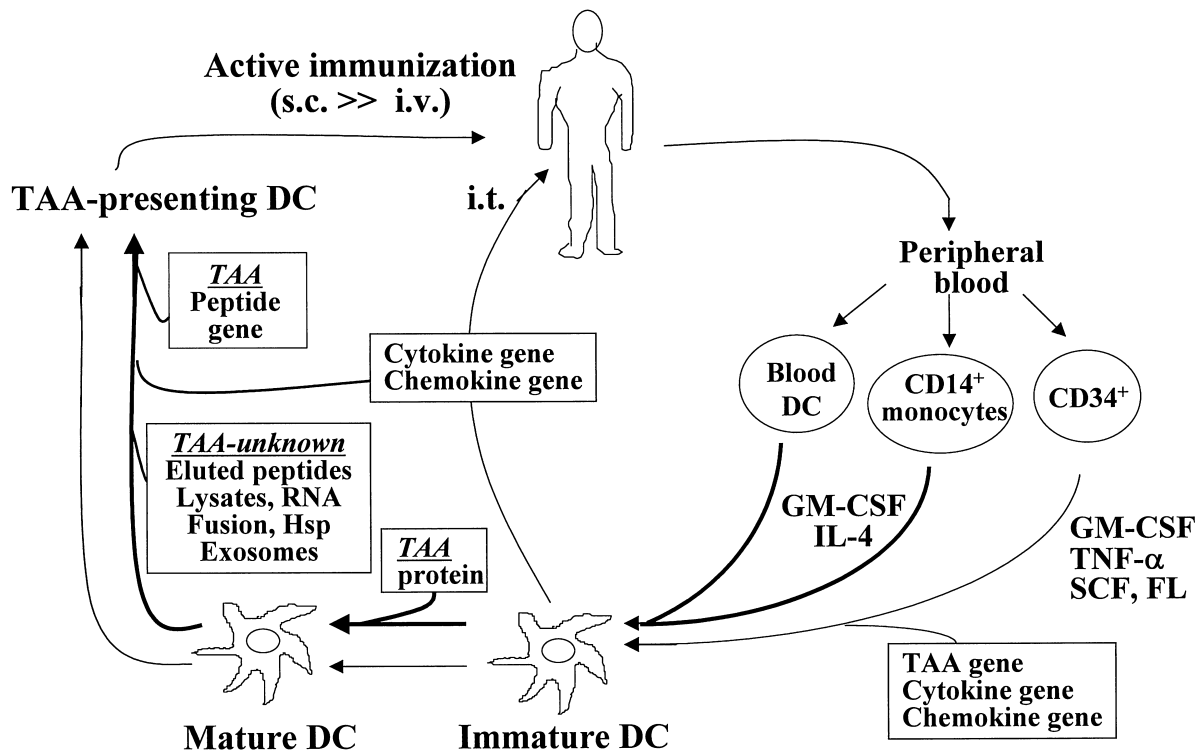 Active immunization
(s.c. >> i.v.)
TAA-presenting DC
i.t.
Peripheral
blood
TAA
Peptide
gene
Cytokine gene
Chemokine gene
Blood
DC
CD14+
monocytes
CD34+
TAA-unknown
Eluted peptides
Lysates, RNA
Fusion, Hsp
Exosomes
GM-CSF
IL-4
GM-CSF
TNF-α
SCF, FL
TAA
protein
TAA gene
Cytokine gene
Chemokine gene
Mature DC
Immature DC